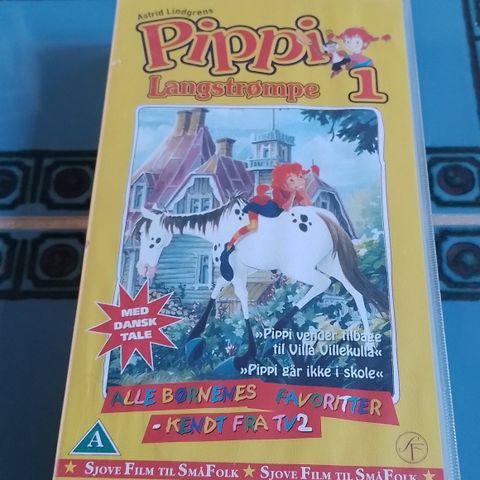 Astrid Lindgrens
Pippi
Langstrømpe 1
MED
DANSK
TALE
»Pippi vender tilbage
til Villa Villekulla«
»Pippi går ikke i skole«
ALLE BØRNENES FAVORITTER
- KENDT FRA TV2
A
SF
★ SJOVE FILM TIL SMÅFOLK ★ SJOVE FILM TIL SMÅFOLK ★